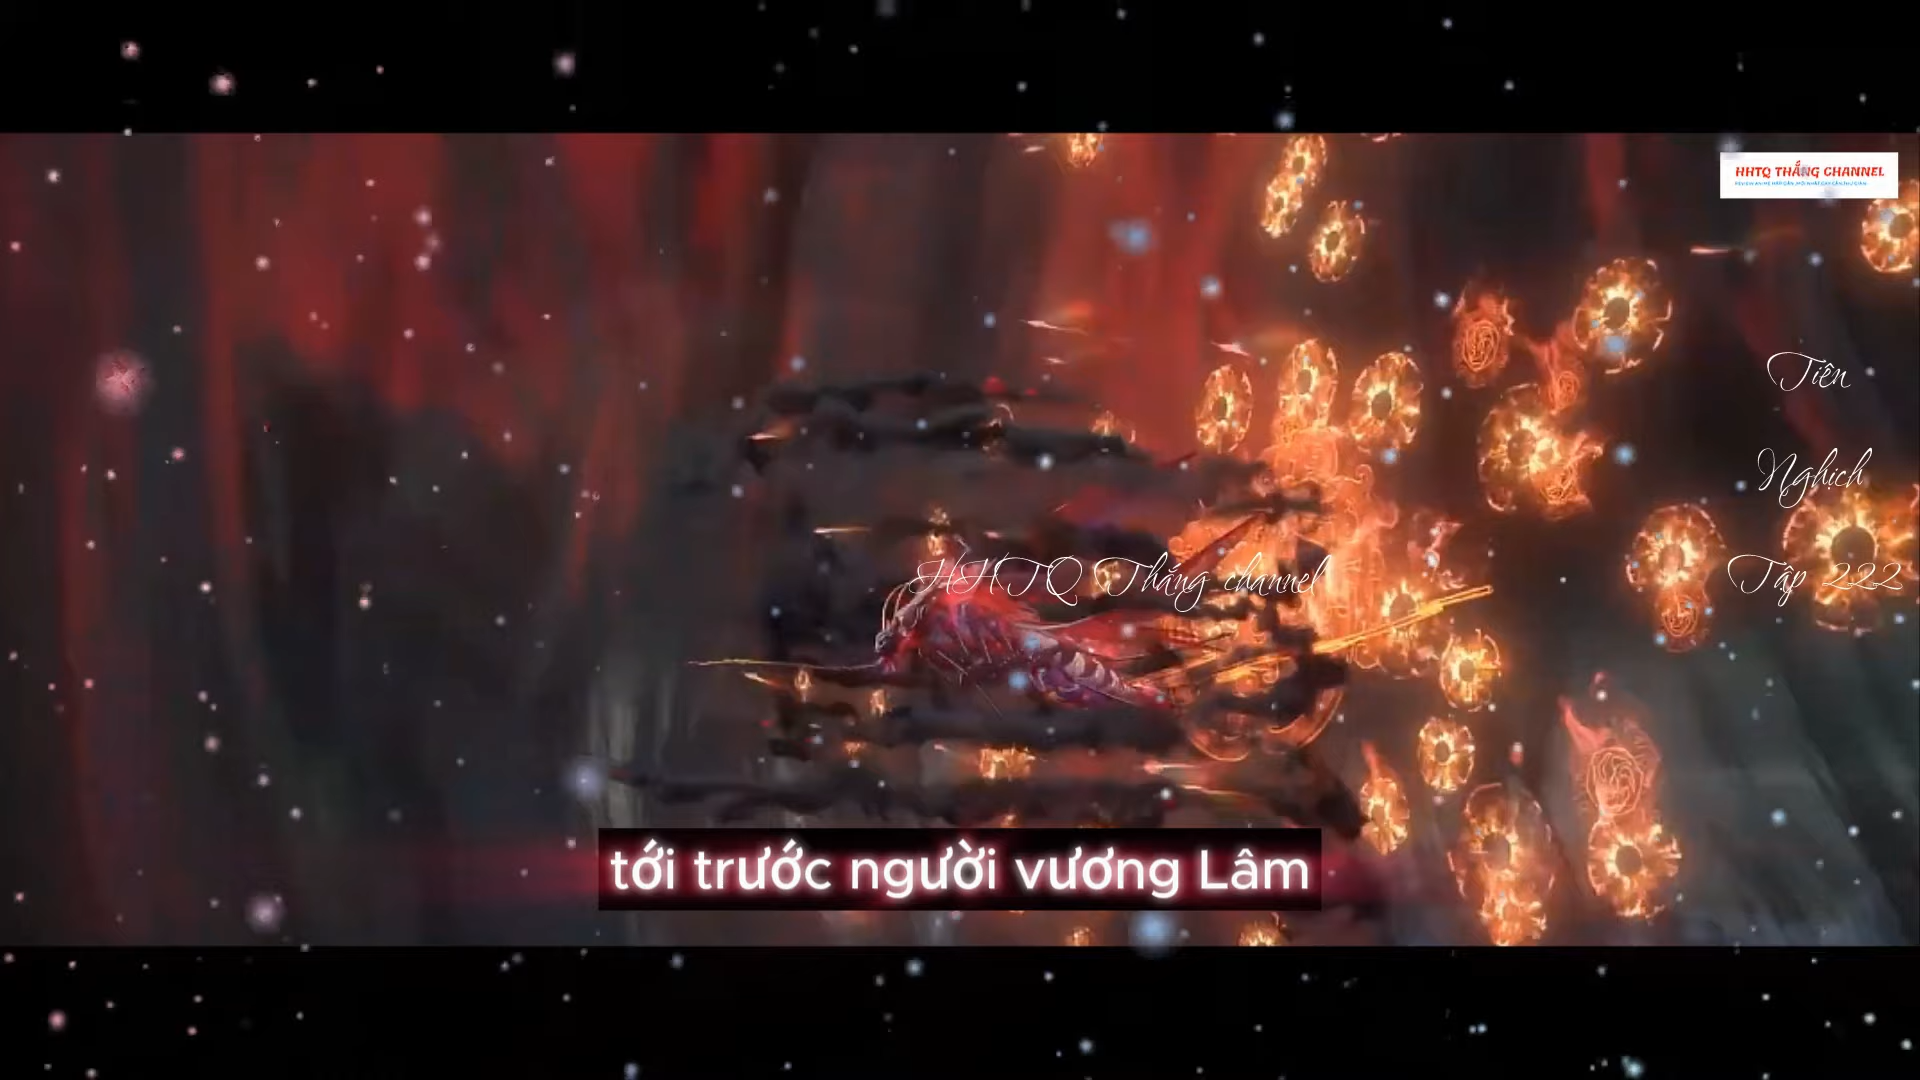 HHTQ THẮNG CHANNEL
Tiên
Nghịch
Tập 222
HHTQ Thắng channel
tới trước người vương Lâm